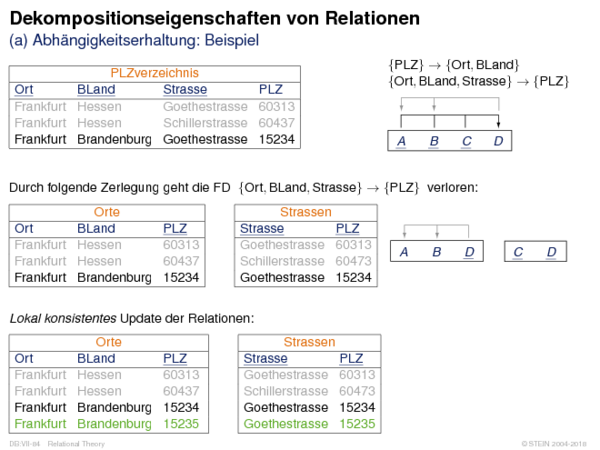 Dekompositionseigenschaften von Relationen
(a) Abhängigkeitserhaltung: Beispiel
PLZverzeichnis
Ort BLand Strasse PLZ
Frankfurt Hessen Goethestrasse 60313
Frankfurt Hessen Schillerstrasse 60437
Frankfurt Brandenburg Goethestrasse 15234
{PLZ} → {Ort, BLand}
{Ort, BLand, Strasse} → {PLZ}
A B C D
Durch folgende Zerlegung geht die FD {Ort, BLand, Strasse} → {PLZ} verloren:
Orte
Ort BLand PLZ
Frankfurt Hessen 60313
Frankfurt Hessen 60437
Frankfurt Brandenburg 15234
Strassen
Strasse PLZ
Goethestrasse 60313
Schillerstrasse 60473
Goethestrasse 15234
A B D
C D
Lokal konsistentes Update der Relationen:
Orte
Ort BLand PLZ
Frankfurt Hessen 60313
Frankfurt Hessen 60437
Frankfurt Brandenburg 15234
Frankfurt Brandenburg 15235
Strassen
Strasse PLZ
Goethestrasse 60313
Schillerstrasse 60473
Goethestrasse 15234
Goethestrasse 15235
DB:VII-84 Relational Theory
© STEIN 2004-2018